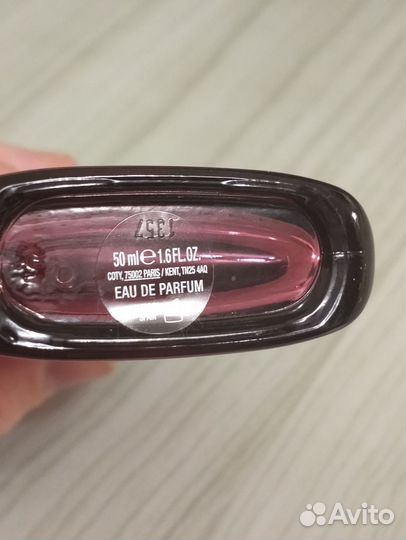 1357
50 ml ℮ 1.6 FL.OZ.
COTY, 75002 PARIS / KENT, TN25 4AQ
EAU DE PARFUM
Avito